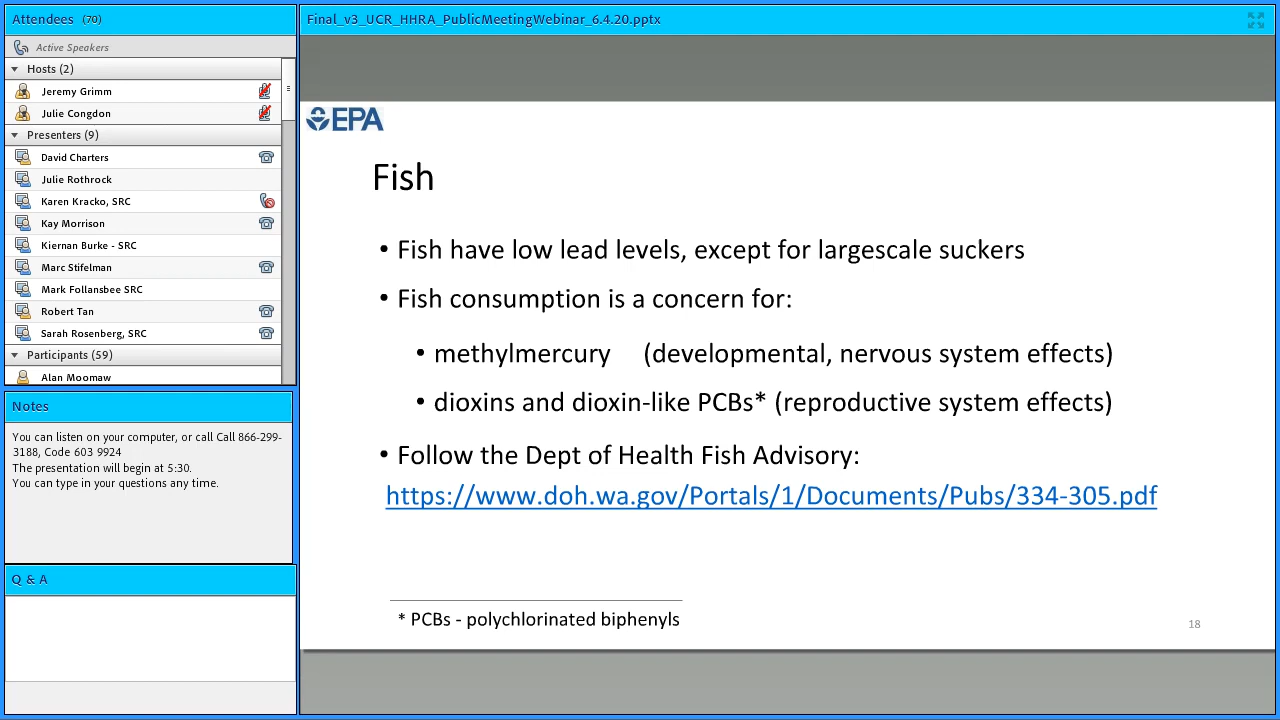 Attendees (70)
Active Speakers
Hosts (2)
Jeremy Grimm
Julie Congdon
Presenters (9)
David Charters
Julie Rothrock
Karen Kracko, SRC
Kay Morrison
Kiernan Burke - SRC
Marc Stifelman
Mark Follansbee SRC
Robert Tan
Sarah Rosenberg, SRC
Participants (59)
Alan Moomaw
Notes
You can listen on your computer, or call Call 866-299-
3188, Code 603 9924
The presentation will begin at 5:30.
You can type in your questions any time.
Q & A
Final_v3_UCR_HHRA_PublicMeetingWebinar_6.4.20.pptx
EPA
Fish
• Fish have low lead levels, except for largescale suckers
• Fish consumption is a concern for:
• methylmercury (developmental, nervous system effects)
• dioxins and dioxin-like PCBs* (reproductive system effects)
• Follow the Dept of Health Fish Advisory:
https://www.doh.wa.gov/Portals/1/Documents/Pubs/334-305.pdf
* PCBs - polychlorinated biphenyls
18